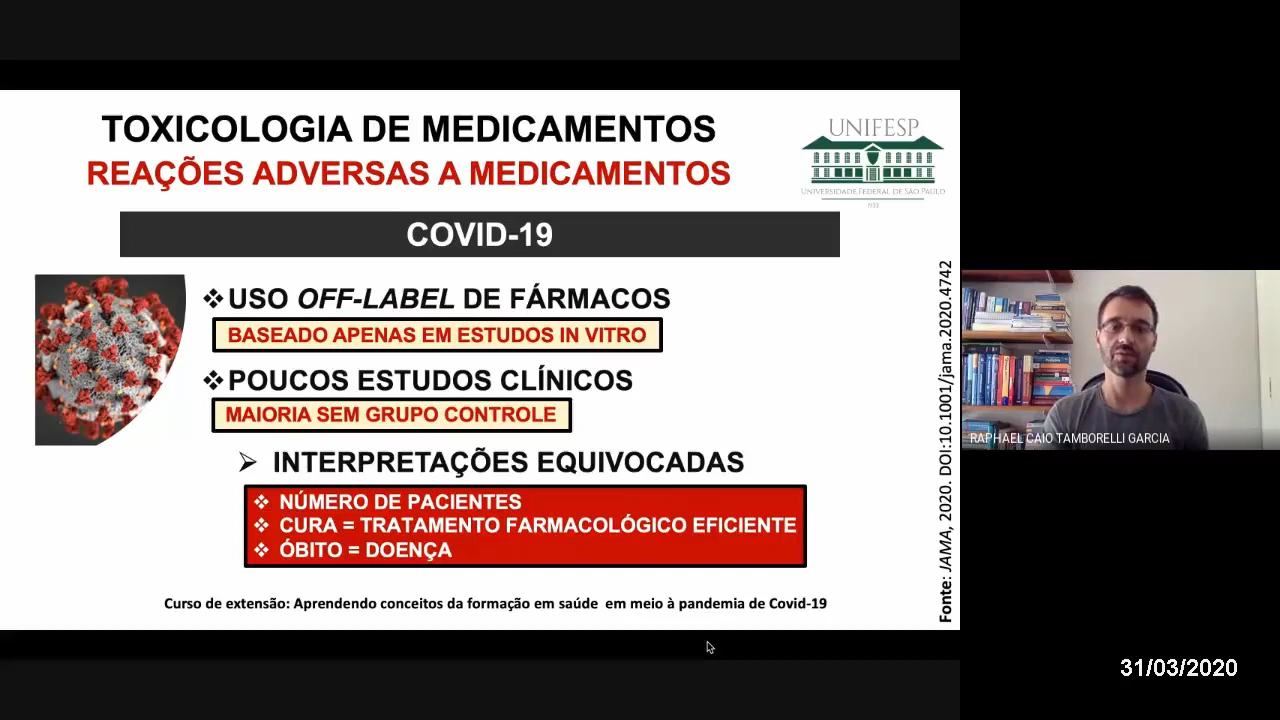 TOXICOLOGIA DE MEDICAMENTOS
REAÇÕES ADVERSAS A MEDICAMENTOS
UNIFESP
UNIVERSIDADE FEDERAL DE SÃO PAULO
COVID-19
❖USO OFF-LABEL DE FÁRMACOS
BASEADO APENAS EM ESTUDOS IN VITRO
❖POUCOS ESTUDOS CLÍNICOS
MAIORIA SEM GRUPO CONTROLE
➢ INTERPRETAÇÕES EQUIVOCADAS
❖ NÚMERO DE PACIENTES
❖ CURA = TRATAMENTO FARMACOLÓGICO EFICIENTE
❖ ÓBITO = DOENÇA
Curso de extensão: Aprendendo conceitos da formação em saúde em meio à pandemia de Covid-19
Fonte: JAMA, 2020. DOI:10.1001/jama.2020.4742
RAPHAEL CAIO TAMBORELLI GARCIA
31/03/2020